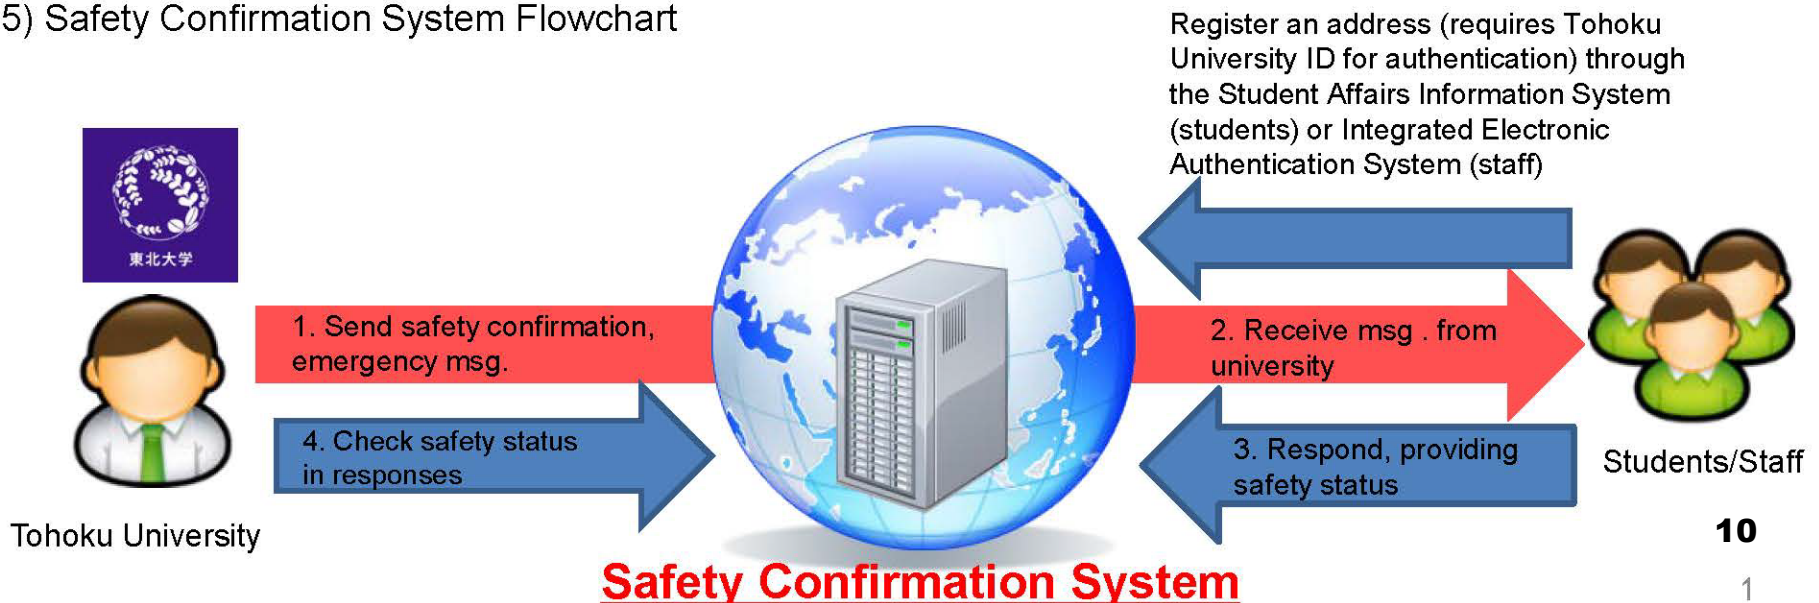 5) Safety Confirmation System Flowchart
Register an address (requires Tohoku
University ID for authentication) through
the Student Affairs Information System
(students) or Integrated Electronic
Authentication System (staff)
東北大学
1. Send safety confirmation,
emergency msg.
2. Receive msg . from
university
4. Check safety status
in responses
3. Respond, providing
safety status
Students/Staff
Tohoku University
10
Safety Confirmation System
1